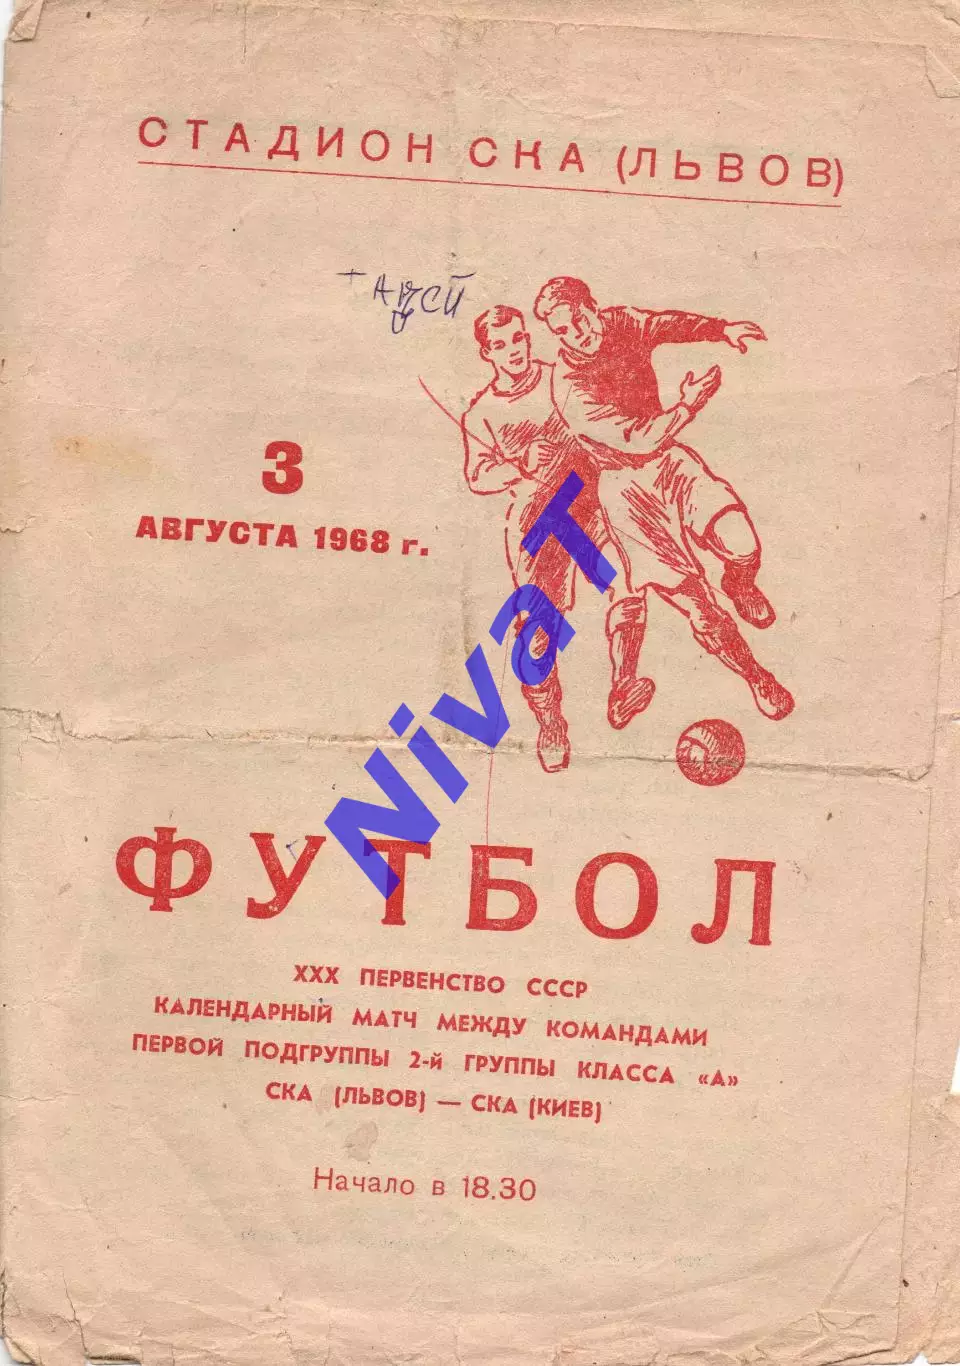 СТАДИОН СКА (ЛЬВОВ)
3
АВГУСТА 1968 г.
NivaT
ФУТБОЛ
XXX ПЕРВЕНСТВО СССР
КАЛЕНДАРНЫЙ МАТЧ МЕЖДУ КОМАНДАМИ
ПЕРВОЙ ПОДГРУППЫ 2-й ГРУППЫ КЛАССА «А»
СКА (ЛЬВОВ) — СКА (КИЕВ)
Начало в 18.30